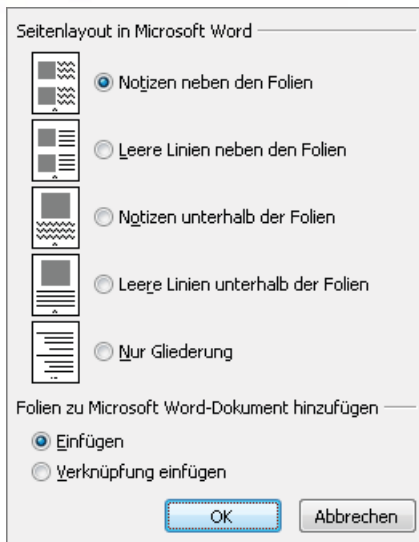 Seitenlayout in Microsoft Word
Notizen neben den Folien
Leere Linien neben den Folien
Notizen unterhalb der Folien
Leere Linien unterhalb der Folien
Nur Gliederung
Folien zu Microsoft Word-Dokument hinzufügen
Einfügen
Verknüpfung einfügen
OK Abbrechen